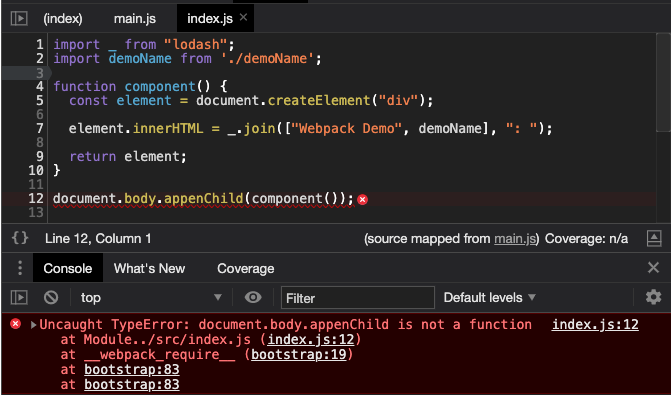 (index) main.js index.js ×
1 import _ from "lodash";
2 import demoName from './demoName';
3
4 function component() {
5 const element = document.createElement("div");
6
7 element.innerHTML = _.join(["Webpack Demo", demoName], ": ");
8
9 return element;
10 }
11
12 document.body.appenChild(component());
13
{} Line 12, Column 1 (source mapped from main.js) Coverage: n/a
Console What's New Coverage
top Filter Default levels
Uncaught TypeError: document.body.appenChild is not a function index.js:12
at Module../src/index.js (index.js:12)
at __webpack_require__ (bootstrap:19)
at bootstrap:83
at bootstrap:83